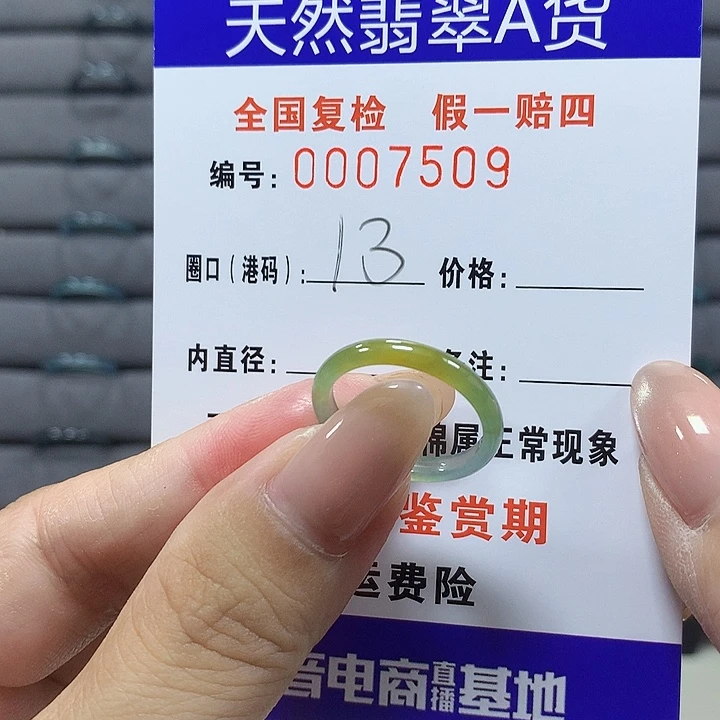 天然翡翠A货
全国复检 假一赔四
编号：0007509
圈口（港码）：13 价格：
内直径： 备注：
棉属正常现象
鉴赏期
运费险
音电商直播基地